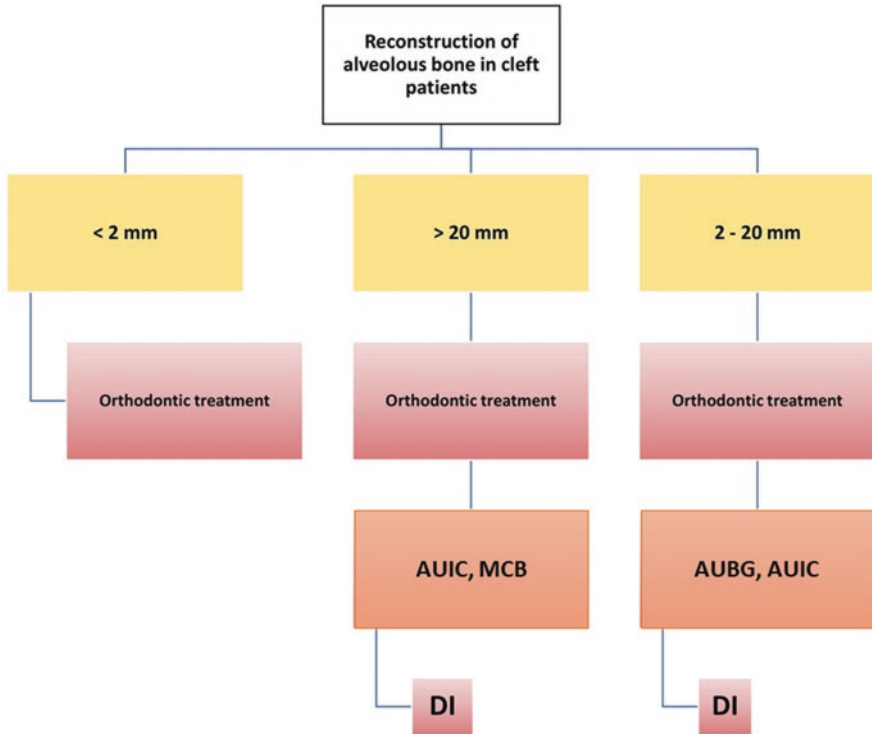 Reconstruction of
alveolous bone in cleft
patients
< 2 mm
> 20 mm
2 - 20 mm
Orthodontic treatment
Orthodontic treatment
Orthodontic treatment
AUIC, MCB
AUBG, AUIC
DI
DI